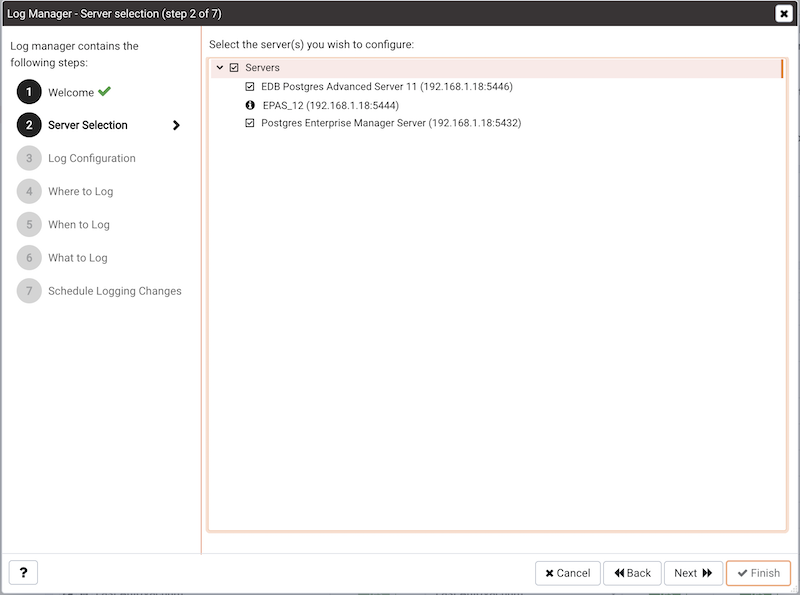 Log Manager - Server selection (step 2 of 7)
Log manager contains the
following steps:
1 Welcome
2 Server Selection
3 Log Configuration
4 Where to Log
5 When to Log
6 What to Log
7 Schedule Logging Changes
Select the server(s) you wish to configure:
Servers
EDB Postgres Advanced Server 11 (192.168.1.18:5446)
EPAS_12 (192.168.1.18:5444)
Postgres Enterprise Manager Server (192.168.1.18:5432)
? Cancel Back Next Finish